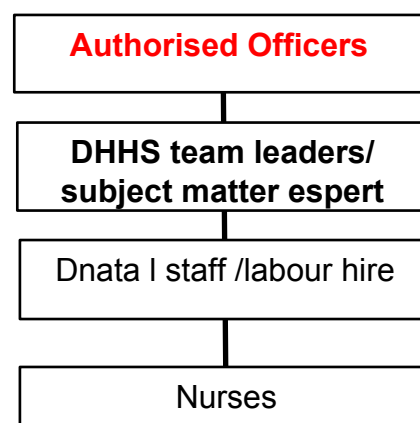 Authorised Officers
DHHS team leaders/
subject matter espert
Dnata l staff /labour hire
Nurses